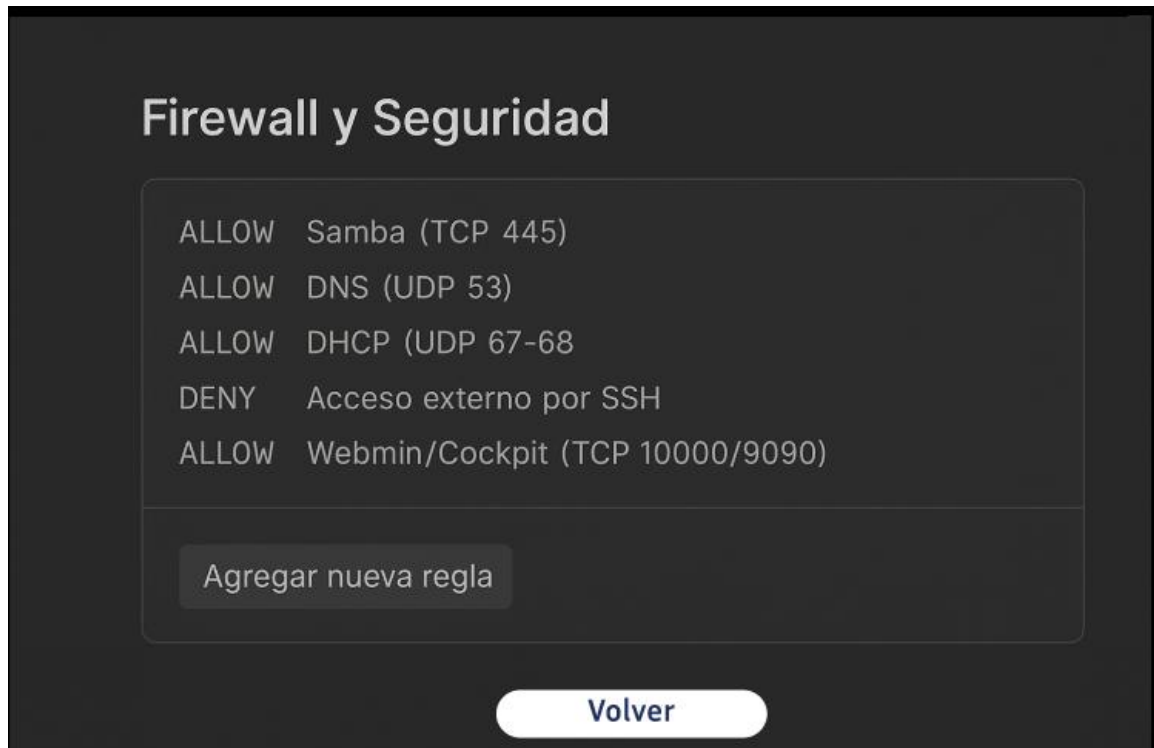 Firewall y Seguridad
ALLOW Samba (TCP 445)
ALLOW DNS (UDP 53)
ALLOW DHCP (UDP 67-68
DENY Acceso externo por SSH
ALLOW Webmin/Cockpit (TCP 10000/9090)
Agregar nueva regla
Volver